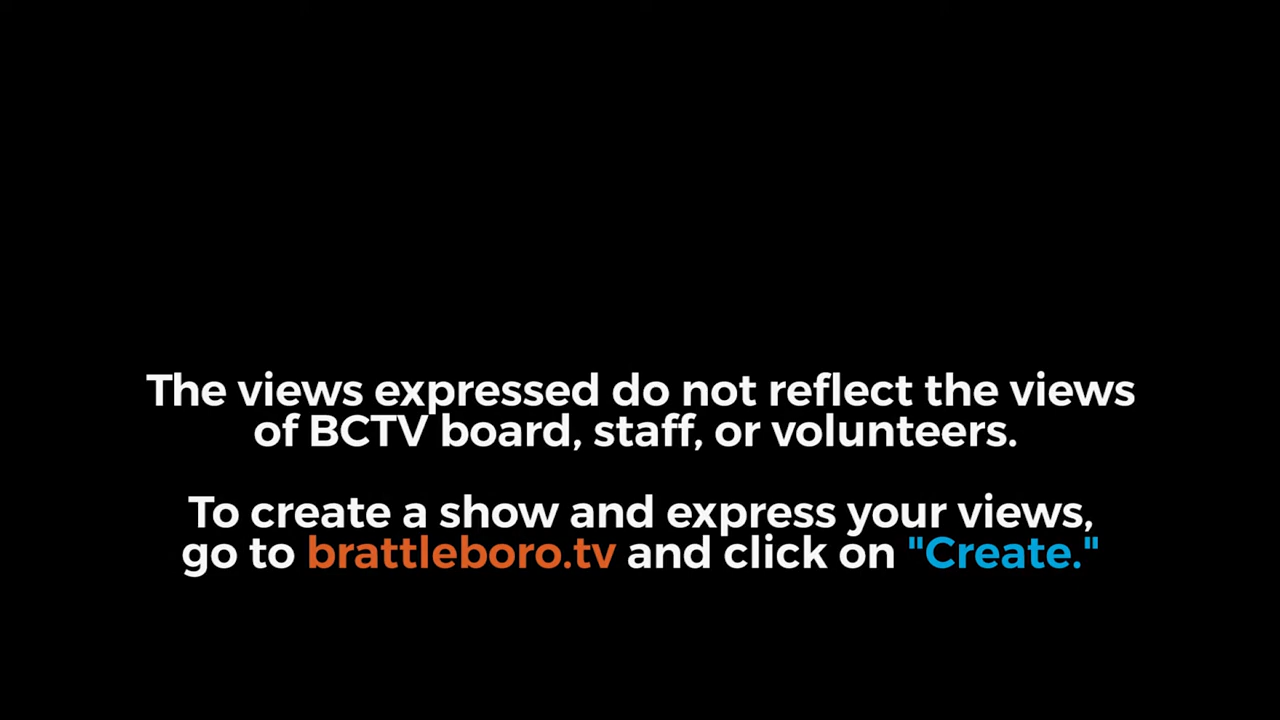 The views expressed do not reflect the views
of BCTV board, staff, or volunteers.
To create a show and express your views,
go to brattleboro.tv and click on "Create."